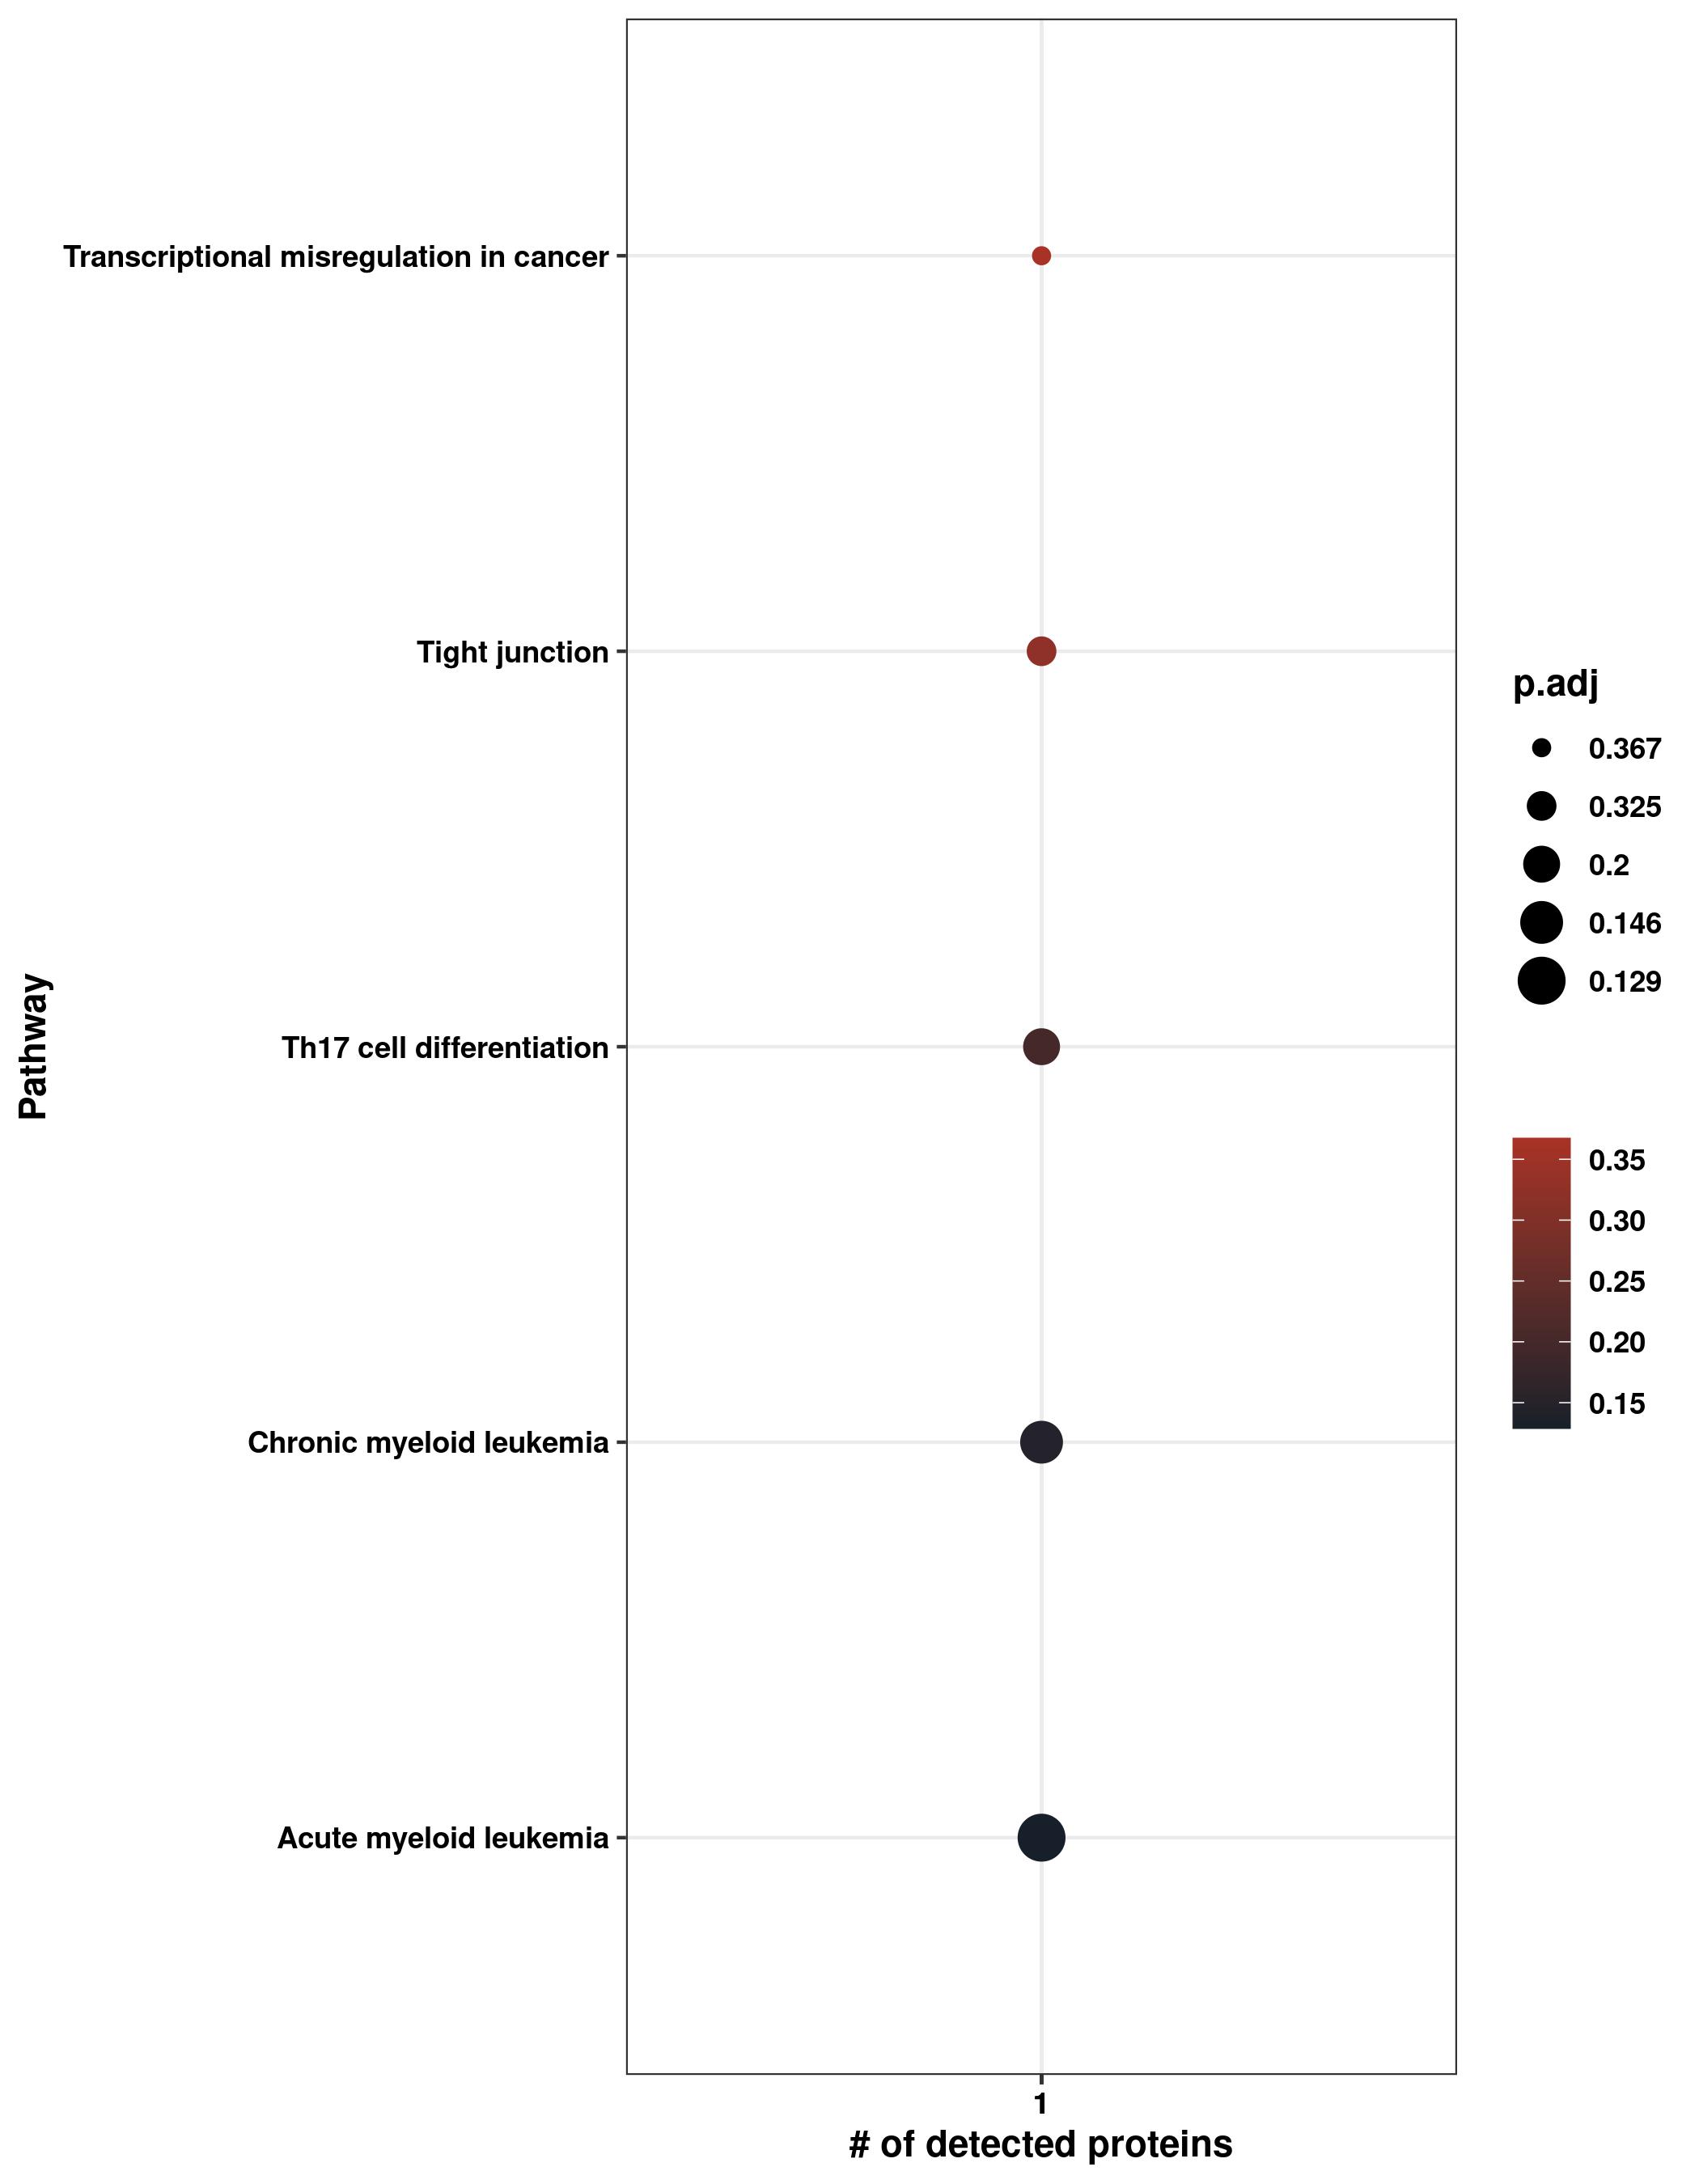 Transcriptional misregulation in cancer
Tight junction
Th17 cell differentiation
Chronic myeloid leukemia
Acute myeloid leukemia
Pathway
1
# of detected proteins
p.adj
0.367
0.325
0.2
0.146
0.129
0.35
0.30
0.25
0.20
0.15